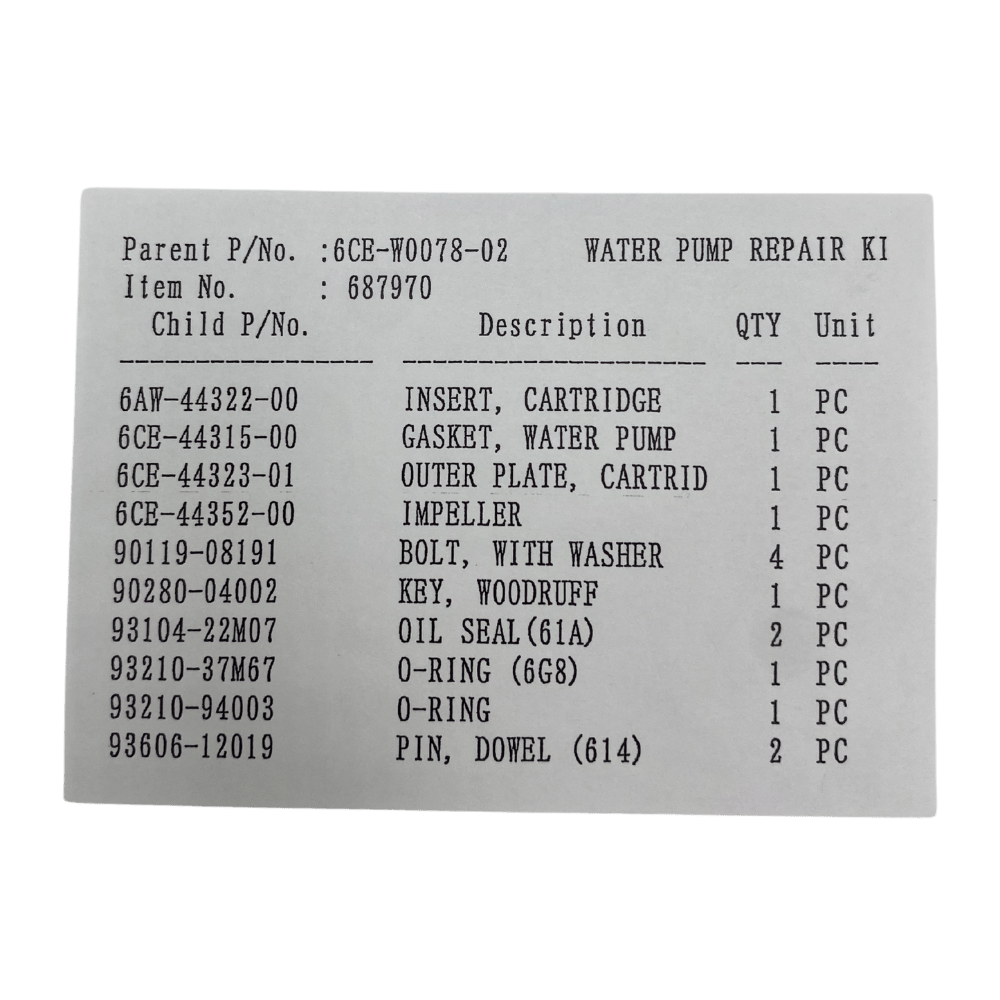 Parent P/No. :6CE-W0078-02 WATER PUMP REPAIR KI
Item No. : 687970
Child P/No. Description QTY Unit
6AW-44322-00 INSERT, CARTRIDGE 1 PC
6CE-44315-00 GASKET, WATER PUMP 1 PC
6CE-44323-01 OUTER PLATE, CARTRID 1 PC
6CE-44352-00 IMPELLER 1 PC
90119-08191 BOLT, WITH WASHER 4 PC
90280-04002 KEY, WOODRUFF 1 PC
93104-22M07 OIL SEAL(61A) 2 PC
93210-37M67 O-RING (6G8) 1 PC
93210-94003 O-RING 1 PC
93606-12019 PIN, DOWEL (614) 2 PC